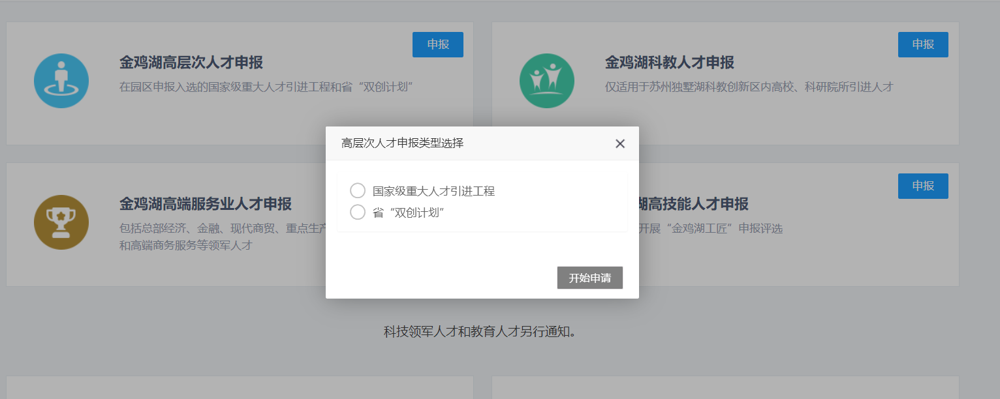 申报
金鸡湖高层次人才申报
在园区申报入选的国家级重大人才引进工程和省“双创计划”
申报
金鸡湖科教人才申报
仅适用于苏州独墅湖科教创新区内高校、科研院所引进人才
高层次人才申报类型选择
国家级重大人才引进工程
省“双创计划”
开始申请
金鸡湖高端服务业人才申报
包括总部经济、金融、现代商贸、重点生产
和高端商务服务等领军人才
申报
湖高技能人才申报
开展“金鸡湖工匠”申报评选
科技领军人才和教育人才另行通知。